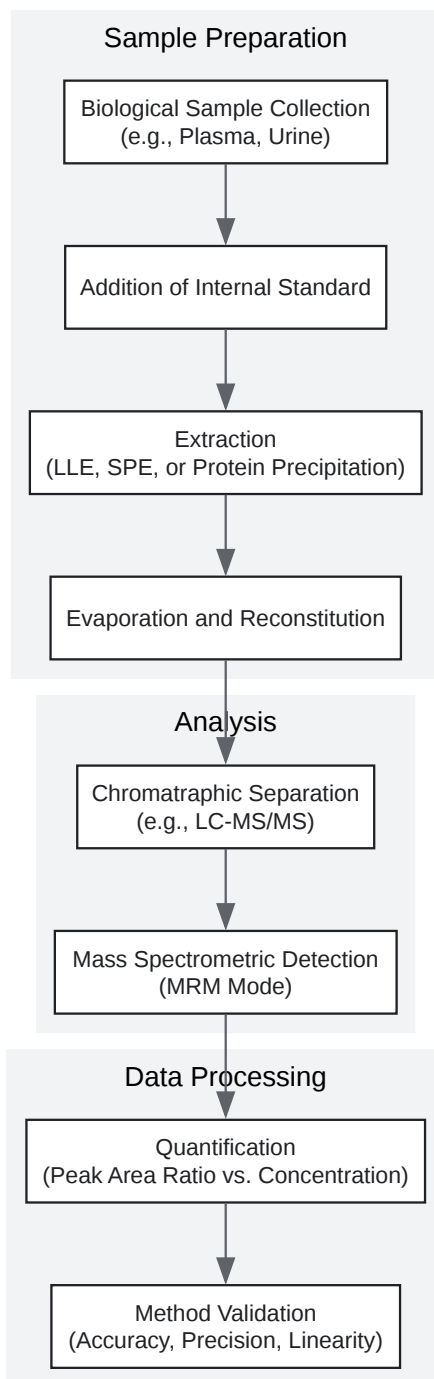 Sample Preparation
Biological Sample Collection
(e.g., Plasma, Urine)
Addition of Internal Standard
Extraction
(LLE, SPE, or Protein Precipitation)
Evaporation and Reconstitution
Analysis
Chromatraphic Separation
(e.g., LC-MS/MS)
Mass Spectrometric Detection
(MRM Mode)
Data Processing
Quantification
(Peak Area Ratio vs. Concentration)
Method Validation
(Accuracy, Precision, Linearity)